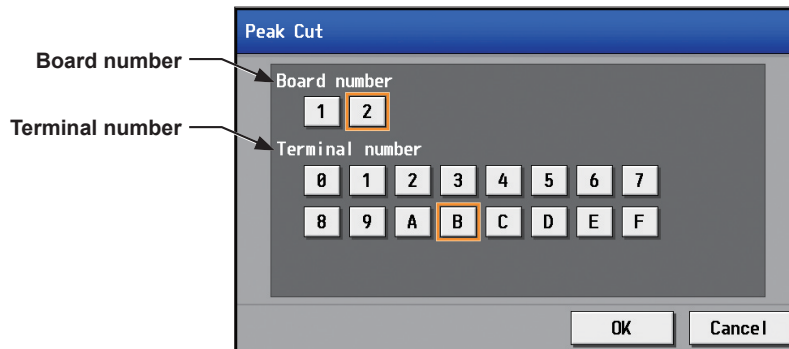 Peak Cut
Board number
Board number
1 2
Terminal number
Terminal number
0 1 2 3 4 5 6 7
8 9 A B C D E F
OK Cancel